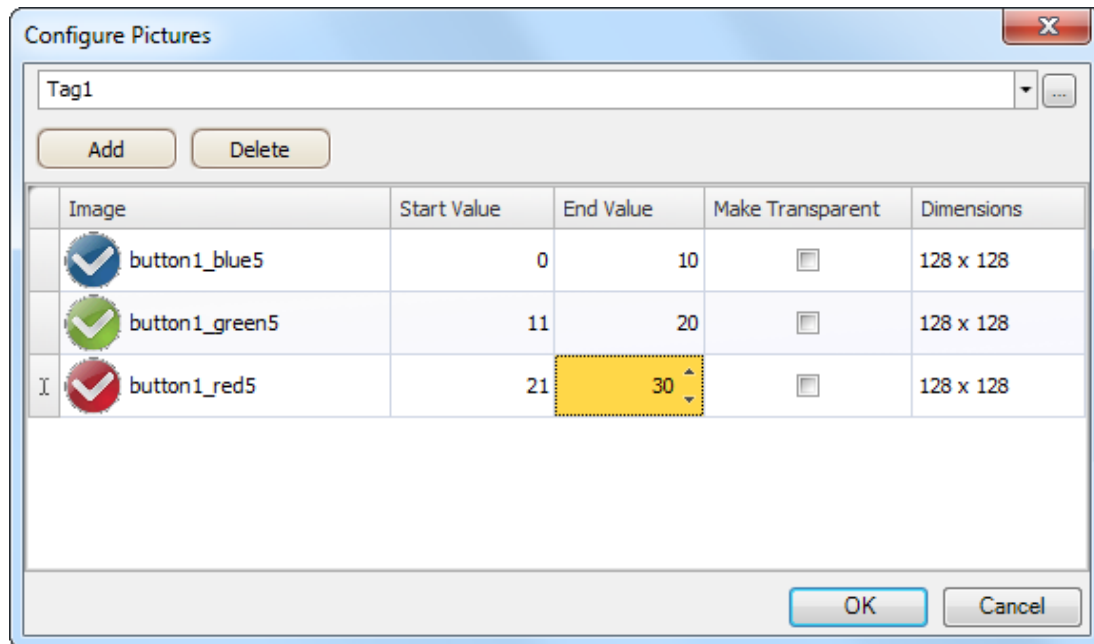 Configure Pictures
Tag1
...
Add Delete
Image Start Value End Value Make Transparent Dimensions
button1_blue5 0 10 128 x 128
button1_green5 11 20 128 x 128
button1_red5 21 30 128 x 128
OK Cancel